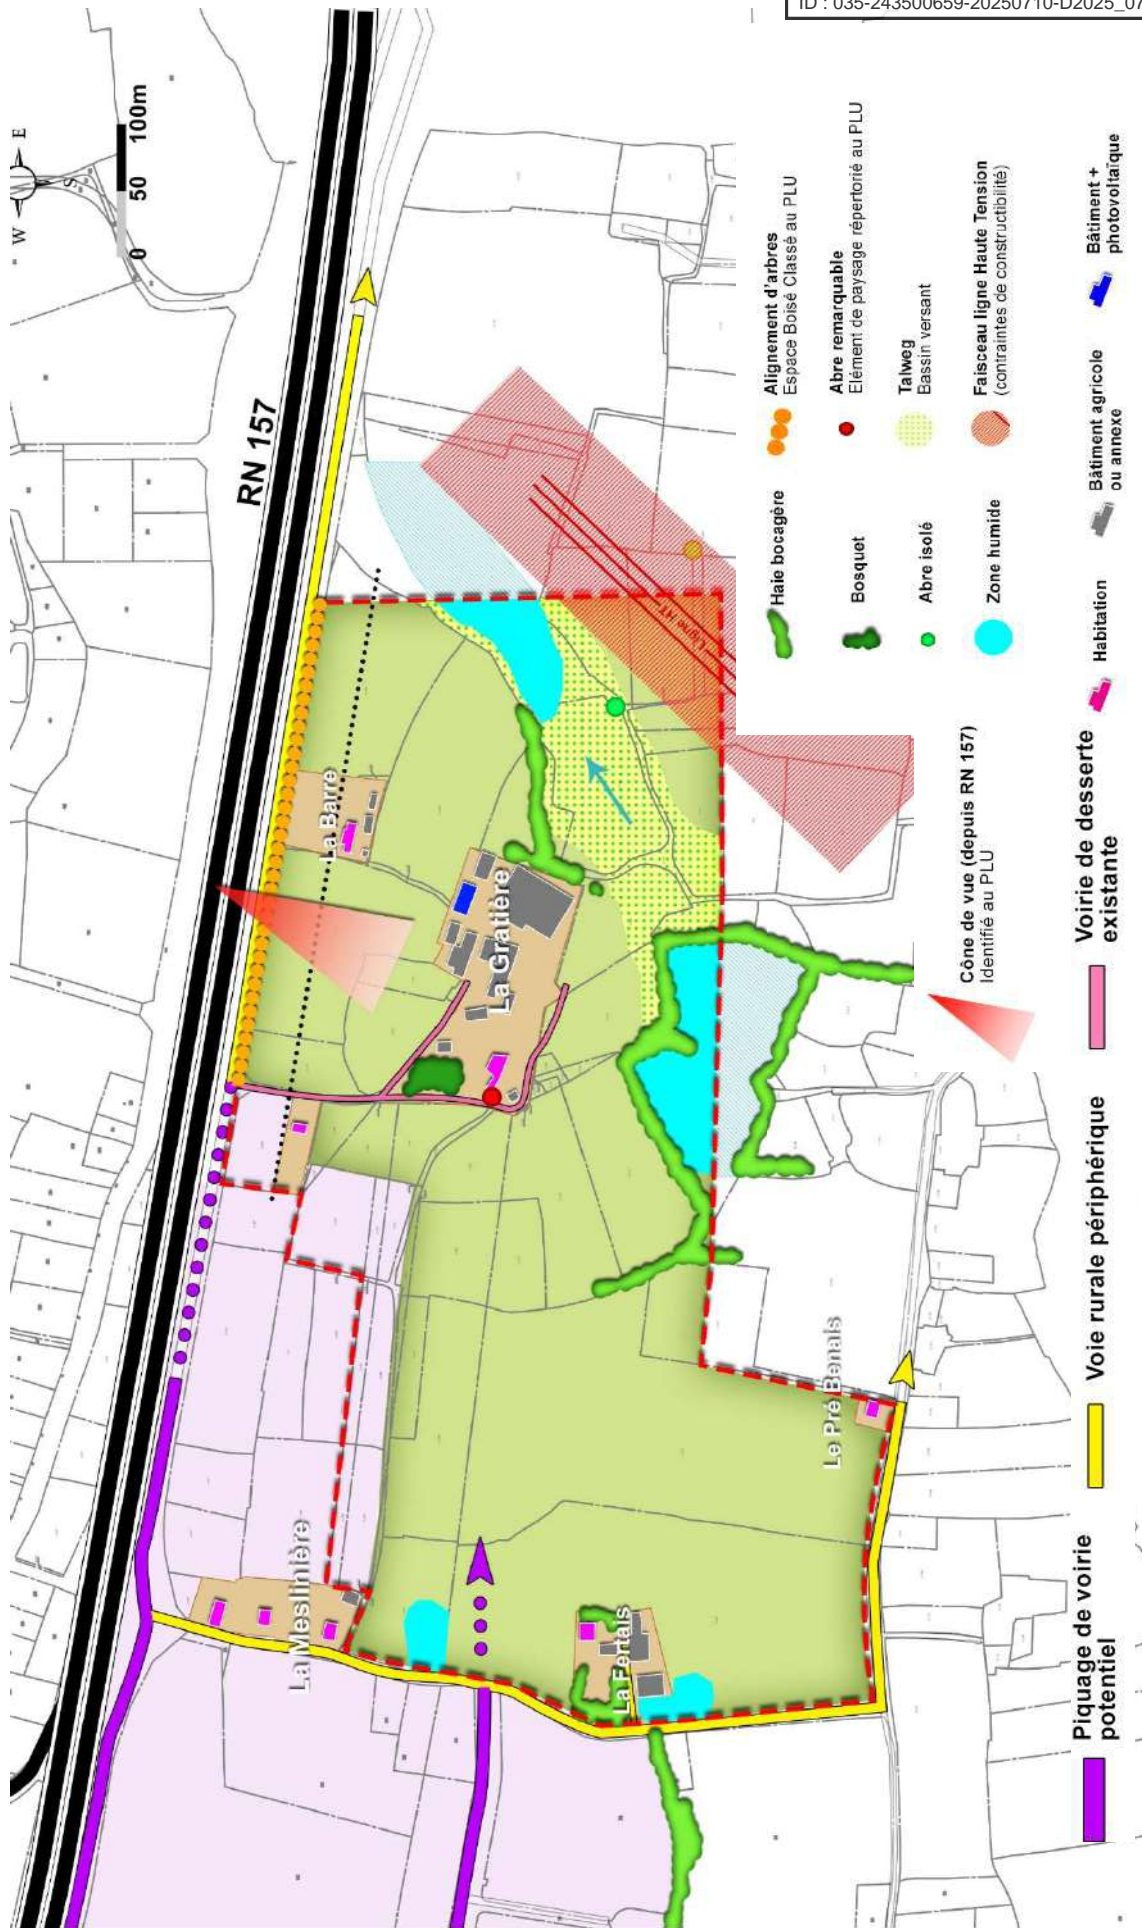 ID : 035-243500659-20250710-D2025_07
W
E
S
0
50
100m
RN 157
La Barre
La Gratière
Ligne HT
La Meslinière
La Fertais
Le Pré Benais
Haie bocagère
Bosquet
Abre isolé
Zone humide
Alignement d'arbres
Espace Boisé Classé au PLU
Abre remarquable
Elément de paysage répertorié au PLU
Talweg
Bassin versant
Faisceau ligne Haute Tension
(contraintes de constructibilité)
Habitation
Bâtiment agricole
ou annexe
Bâtiment +
photovoltaïque
Cône de vue (depuis RN 157)
Identifié au PLU
Piquage de voirie
potentiel
Voie rurale périphérique
Voirie de desserte
existante